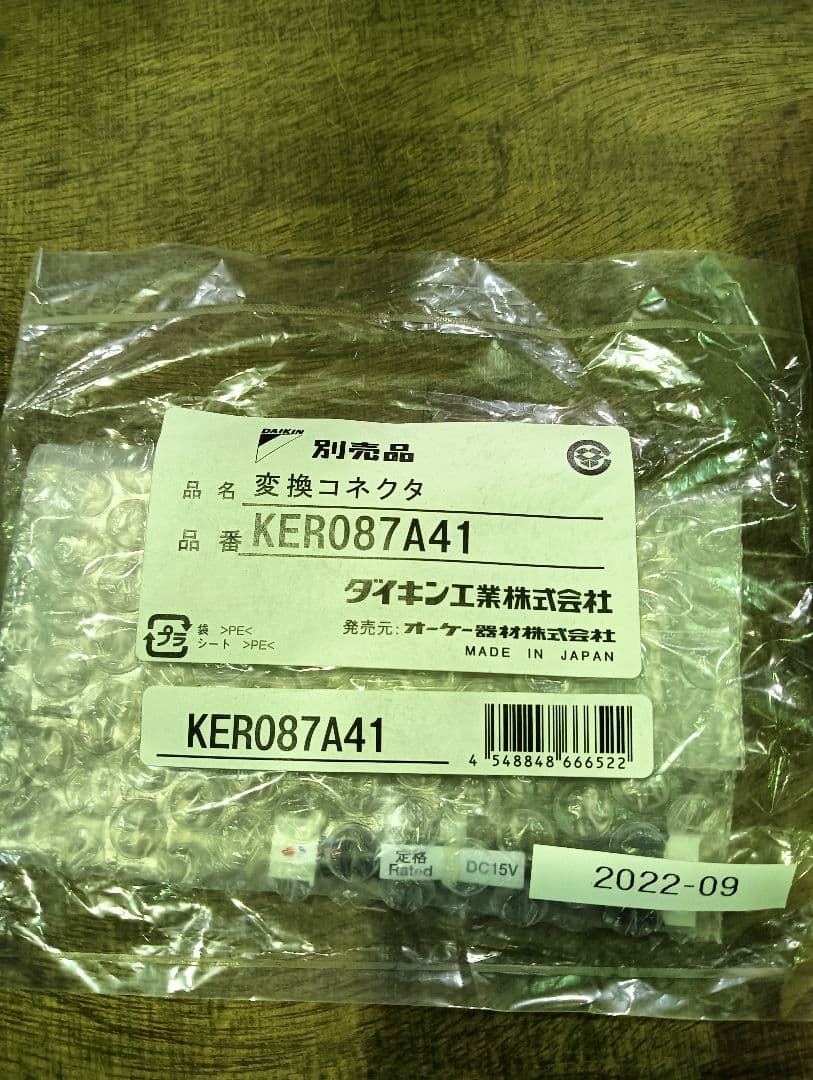 DAIKIN
別売品
品名 変換コネクタ
品番 KER087A41
ダイキン工業株式会社
プラ
袋 >PE<
シート >PE<
発売元:オーケー器材株式会社
MADE IN JAPAN
KER087A41
4 548848 666522
定格
Rated
DC15V
2022-09